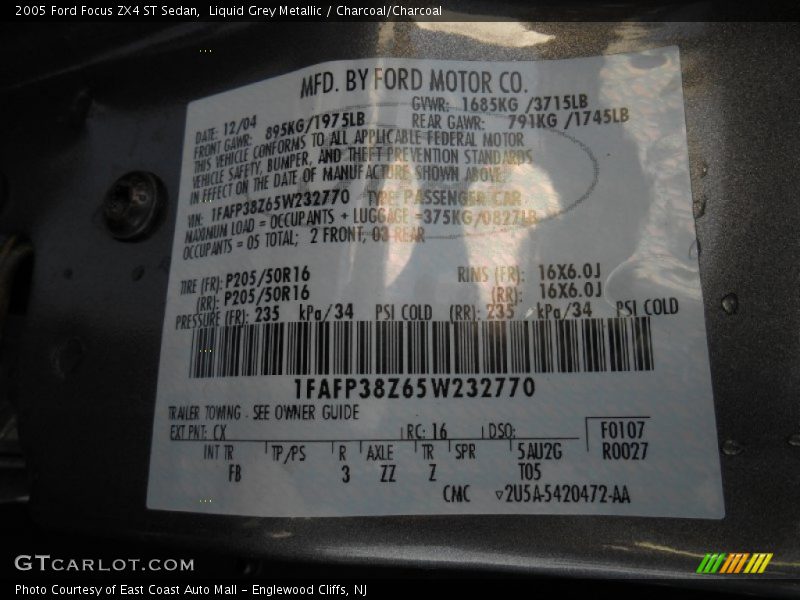 2005 Ford Focus ZX4 ST Sedan,  Liquid Grey Metallic / Charcoal/Charcoal
MFD. BY FORD MOTOR CO.
DATE: 12/04 GVWR: 1685KG /3715LB
FRONT GAWR: 895KG/1975LB REAR GAWR: 791KG /1745LB
THIS VEHICLE CONFORMS TO ALL APPLICABLE FEDERAL MOTOR
VEHICLE SAFETY, BUMPER, AND THEFT PREVENTION STANDARDS
IN EFFECT ON THE DATE OF MANUFACTURE SHOWN ABOVE.
VIN: 1FAFP38Z65W232770 TYPE: PASSENGER CAR
MAXIMUM LOAD = OCCUPANTS + LUGGAGE =375KG/0827LB
OCCUPANTS = 05 TOTAL; 2 FRONT, 03 REAR
TIRE (FR): P205/50R16 RINS (FR): 16X6.0J
(RR): P205/50R16 (RR): 16X6.0J
PRESSURE (FR): 235 kPa/34 PSI COLD (RR): 235 kPa/34 PSI COLD
1FAFP38Z65W232770
TRAILER TOWING - SEE OWNER GUIDE
EXT PNT: CX RC: 16 DSO: F0107
INT TR TP/PS R AXLE TR SPR 5AU2G R0027
FB 3 ZZ Z T05
CMC 2U5A-5420472-AA
GTCARLOT.COM
Photo Courtesy of East Coast Auto Mall – Englewood Cliffs, NJ